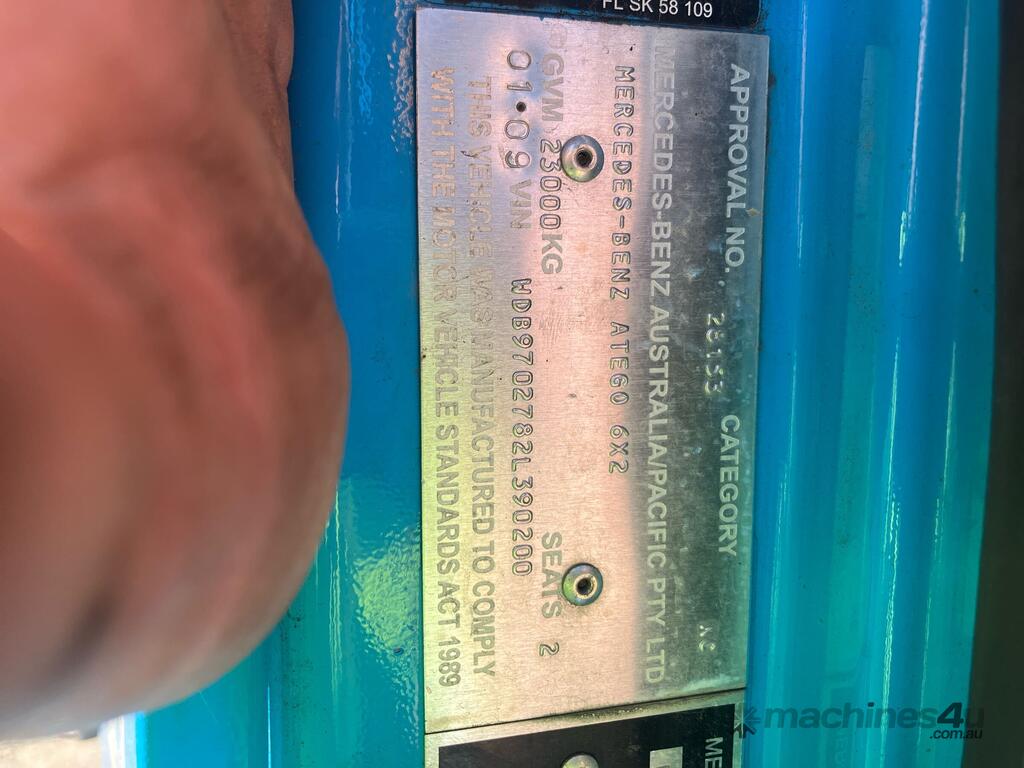 FL SK 58 109
APPROVAL NO. 28153 CATEGORY NC
MERCEDES-BENZ AUSTRALIA/PACIFIC PTY LTD
MERCEDES-BENZ ATEGO 6X2
GVM 23000KG SEATS 2
01·09 VIN WDB9702782L390200
THIS VEHICLE WAS MANUFACTURED TO COMPLY
WITH THE MOTOR VEHICLE STANDARDS ACT 1989
ME
machines4u
.com.au